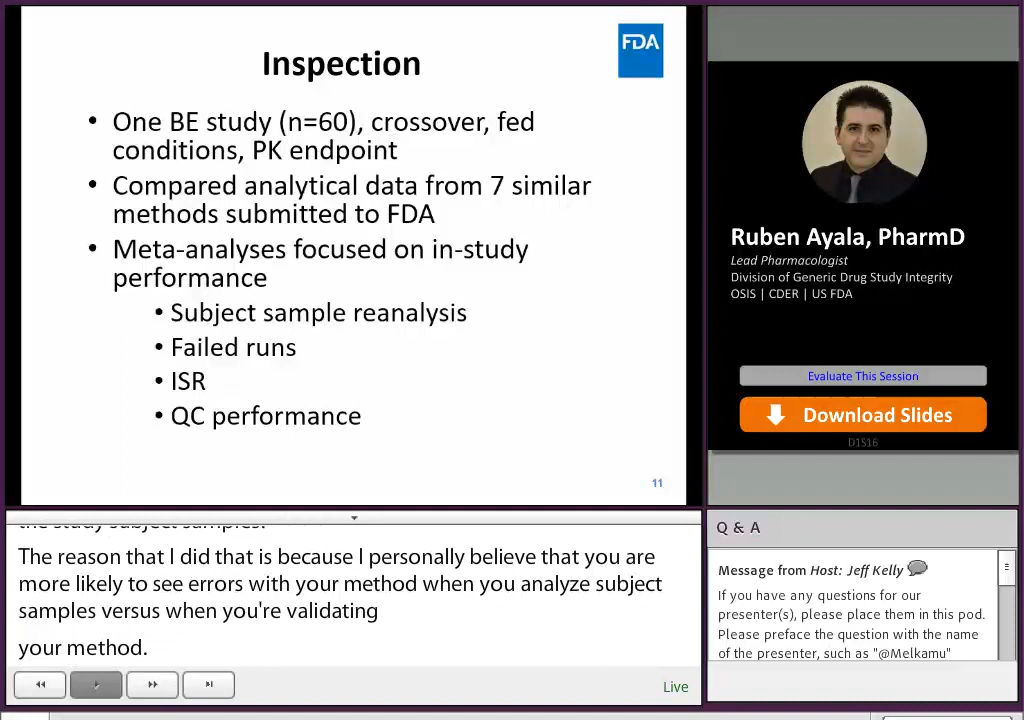 FDA
Inspection
• One BE study (n=60), crossover, fed
conditions, PK endpoint
• Compared analytical data from 7 similar
methods submitted to FDA
• Meta-analyses focused on in-study
performance
• Subject sample reanalysis
• Failed runs
• ISR
• QC performance
11
Ruben Ayala, PharmD
Lead Pharmacologist
Division of Generic Drug Study Integrity
OSIS | CDER | US FDA
Evaluate This Session
Download Slides
D1S16
the study subject samples.
The reason that I did that is because I personally believe that you are
more likely to see errors with your method when you analyze subject
samples versus when you're validating
your method.
Live
Q & A
Message from Host: Jeff Kelly
If you have any questions for our
presenter(s), please place them in this pod.
Please preface the question with the name
of the presenter, such as "@Melkamu"